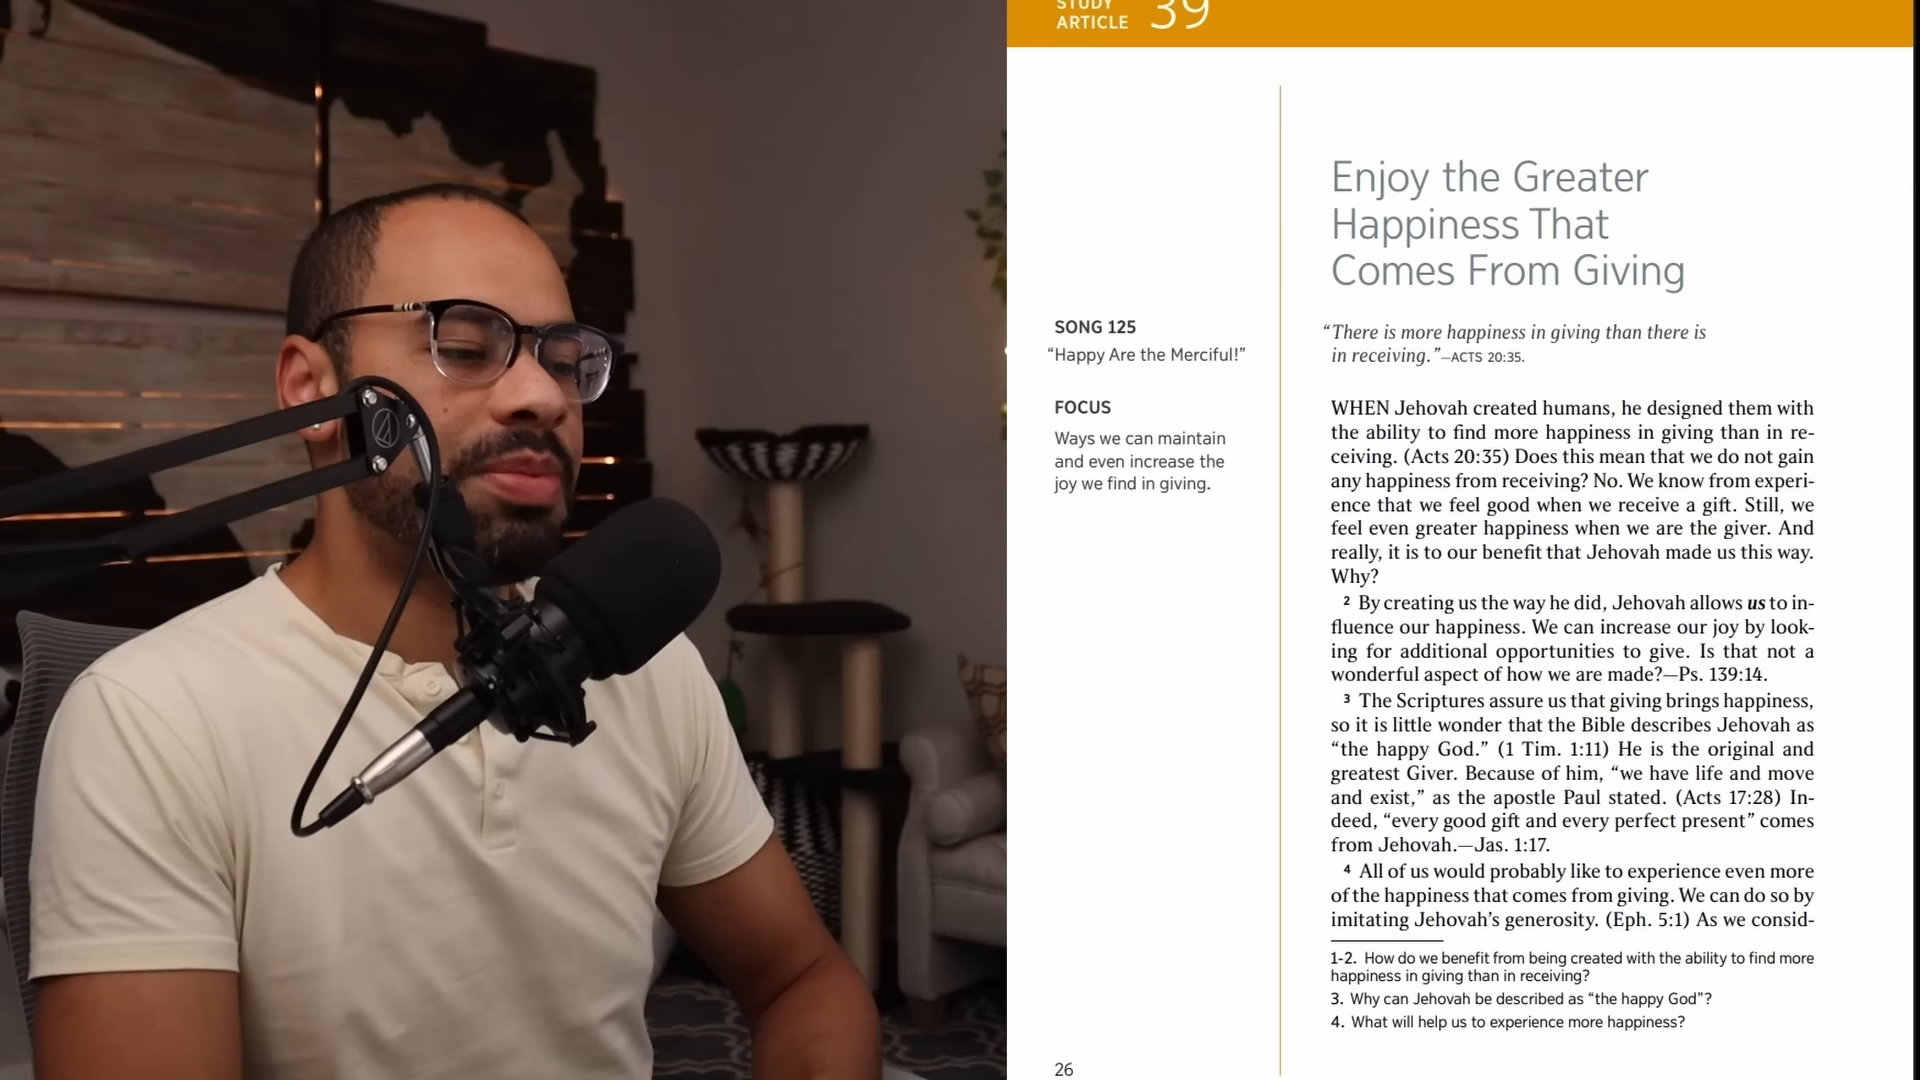 STUDY
ARTICLE 39
Enjoy the Greater
Happiness That
Comes From Giving
SONG 125
“Happy Are the Merciful!”
FOCUS
Ways we can maintain
and even increase the
joy we find in giving.
“There is more happiness in giving than there is
in receiving.”—ACTS 20:35.
WHEN Jehovah created humans, he designed them with
the ability to find more happiness in giving than in re-
ceiving. (Acts 20:35) Does this mean that we do not gain
any happiness from receiving? No. We know from experi-
ence that we feel good when we receive a gift. Still, we
feel even greater happiness when we are the giver. And
really, it is to our benefit that Jehovah made us this way.
Why?
2 By creating us the way he did, Jehovah allows us to in-
fluence our happiness. We can increase our joy by look-
ing for additional opportunities to give. Is that not a
wonderful aspect of how we are made?—Ps. 139:14.
3 The Scriptures assure us that giving brings happiness,
so it is little wonder that the Bible describes Jehovah as
“the happy God.” (1 Tim. 1:11) He is the original and
greatest Giver. Because of him, “we have life and move
and exist,” as the apostle Paul stated. (Acts 17:28) In-
deed, “every good gift and every perfect present” comes
from Jehovah.—Jas. 1:17.
4 All of us would probably like to experience even more
of the happiness that comes from giving. We can do so by
imitating Jehovah’s generosity. (Eph. 5:1) As we consid-
1-2. How do we benefit from being created with the ability to find more
happiness in giving than in receiving?
3. Why can Jehovah be described as “the happy God”?
4. What will help us to experience more happiness?
26